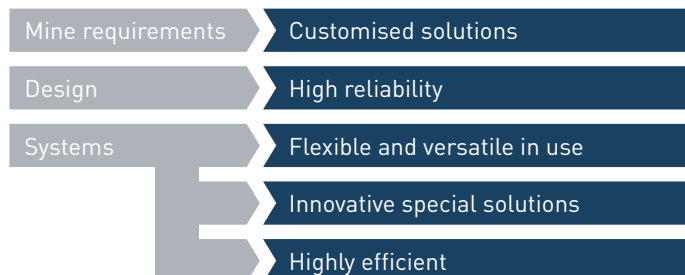 Mine requirements
Customised solutions
Design
High reliability
Systems
Flexible and versatile in use
Innovative special solutions
Highly efficient